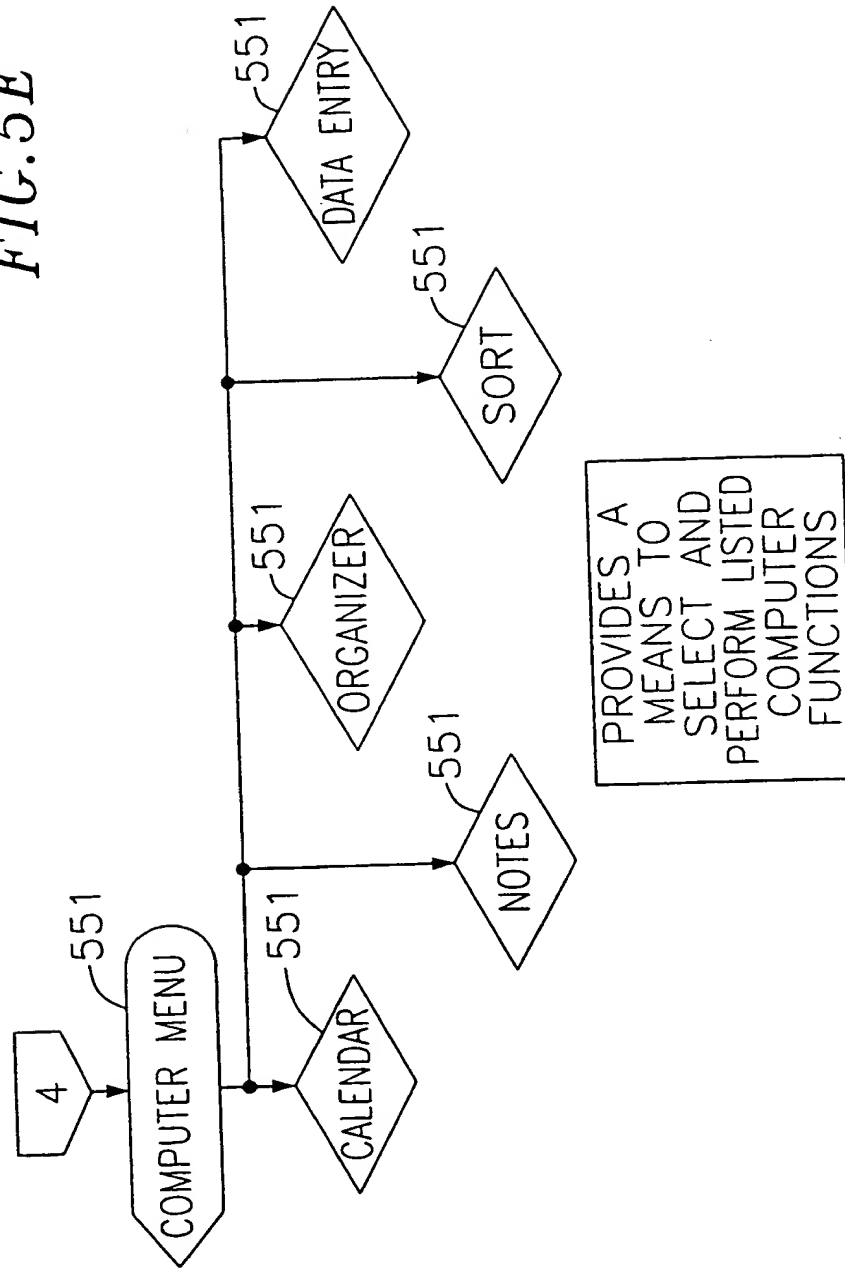 FIG. 5E
4
551
COMPUTER MENU
551
CALENDAR
551
NOTES
551
ORGANIZER
551
SORT
551
DATA ENTRY
PROVIDES A
MEANS TO
SELECT AND
PERFORM LISTED
COMPUTER
FUNCTIONS